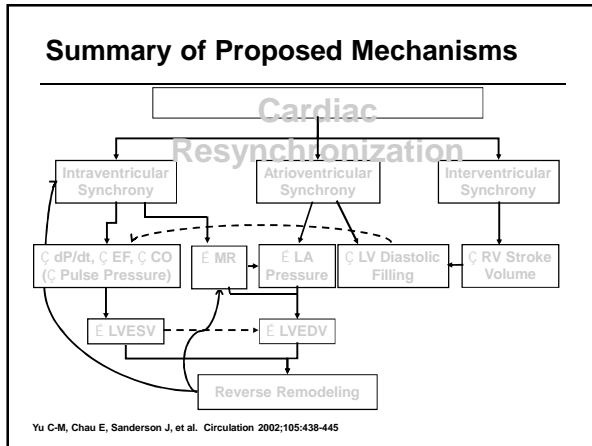 Summary of Proposed Mechanisms
Cardiac
Resynchronization
Intraventricular
Synchrony
Atrioventricular
Synchrony
Interventricular
Synchrony
Ç dP/dt, Ç EF, Ç CO
(Ç Pulse Pressure)
É MR
É LA
Pressure
Ç LV Diastolic
Filling
Ç RV Stroke
Volume
É LVESV
É LVEDV
Reverse Remodeling
Yu C-M, Chau E, Sanderson J, et al. Circulation 2002;105:438-445